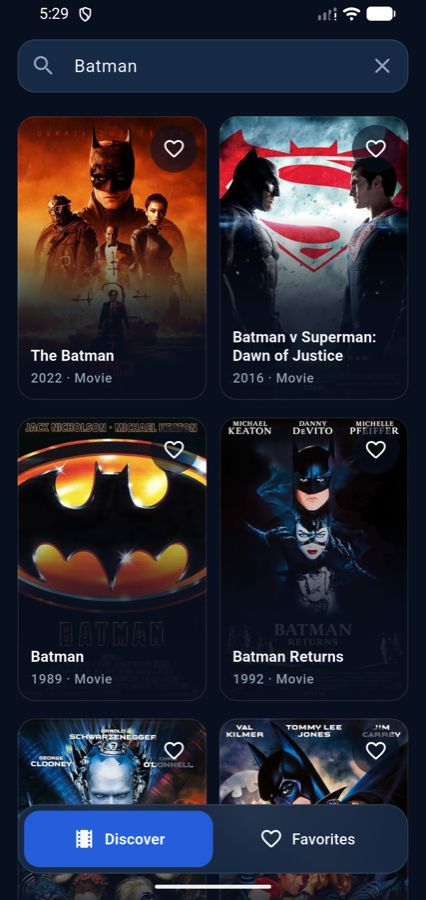 5:29
Batman
The Batman
2022 · Movie
Batman v Superman:
Dawn of Justice
2016 · Movie
JACK NICHOLSON · MICHAEL KEATON
BATMAN
Batman
1989 · Movie
MICHAEL KEATON
DANNY DeVITO
MICHELLE PFEIFFER
BATMAN
RETURNS
Batman Returns
1992 · Movie
ARNOLD
SCHWARZENEGGER
GEORGE
CLOONEY
O'DONNELL
VAL
KILMER
TOMMY LEE
JONES
JIM
CARREY
Discover
Favorites